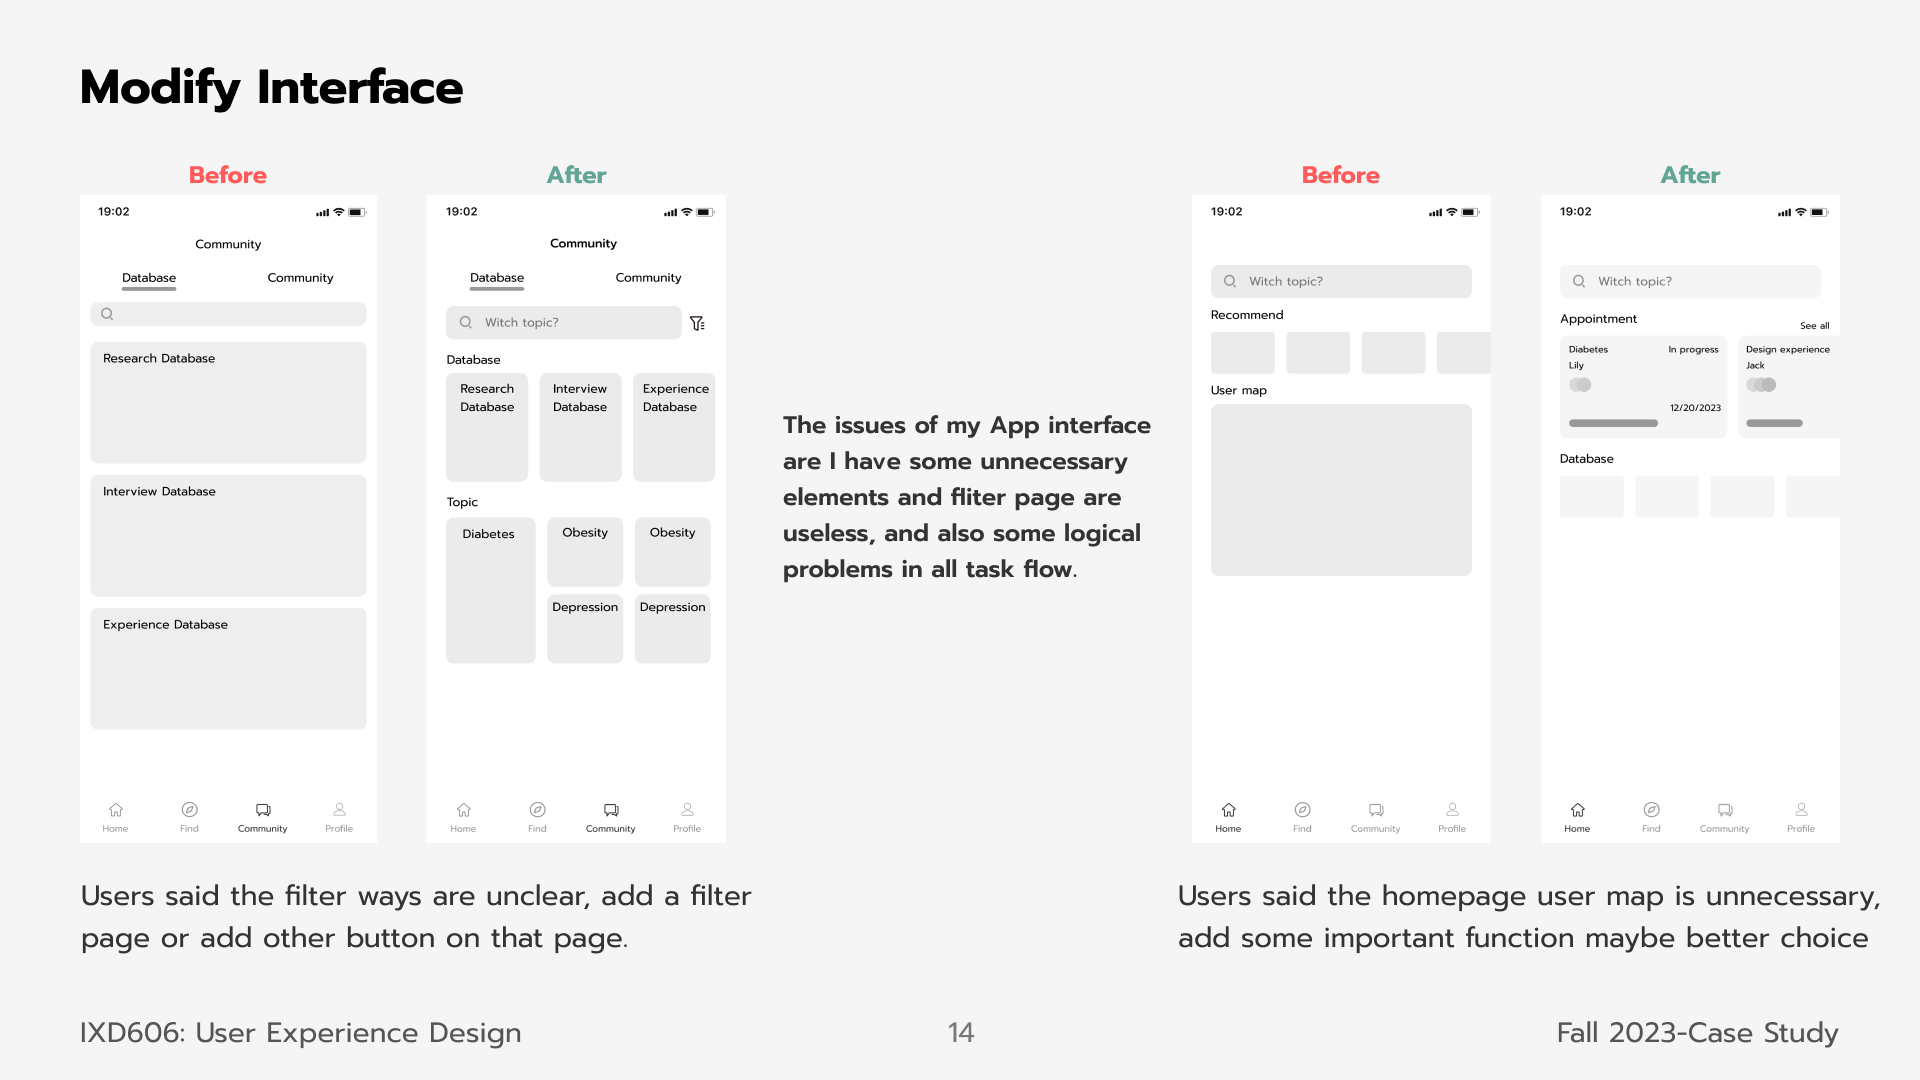 Modify Interface
Before
19:02
Community
Database Community
Research Database
Interview Database
Experience Database
Home Find Community Profile
After
19:02
Community
Database Community
Witch topic?
Database
Research Interview Experience
Database Database Database
Topic
Diabetes Obesity Obesity
Depression Depression
Home Find Community Profile
Users said the filter ways are unclear, add a filter
page or add other button on that page.
The issues of my App interface
are I have some unnecessary
elements and fliter page are
useless, and also some logical
problems in all task flow.
Before
19:02
Witch topic?
Recommend
User map
Home Find Community Profile
After
19:02
Witch topic?
Appointment
See all
Diabetes In progress Design experience
Lily Jack
12/20/2023
Database
Home Find Community Profile
Users said the homepage user map is unnecessary,
add some important function maybe better choice
IXD606: User Experience Design 14 Fall 2023-Case Study